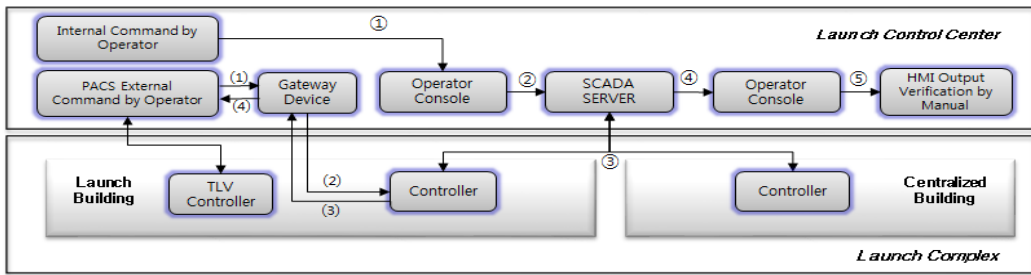 Internal Command by
Operator
①
Launch Control Center
PACS External
Command by Operator
(1)
(4)
Gateway
Device
Operator
Console
②
SCADA
SERVER
④
Operator
Console
⑤
HMI Output
Verification by
Manual
③
Launch
Building
TLV
Controller
(2)
(3)
Controller
Controller
Centralized
Building
Launch Complex